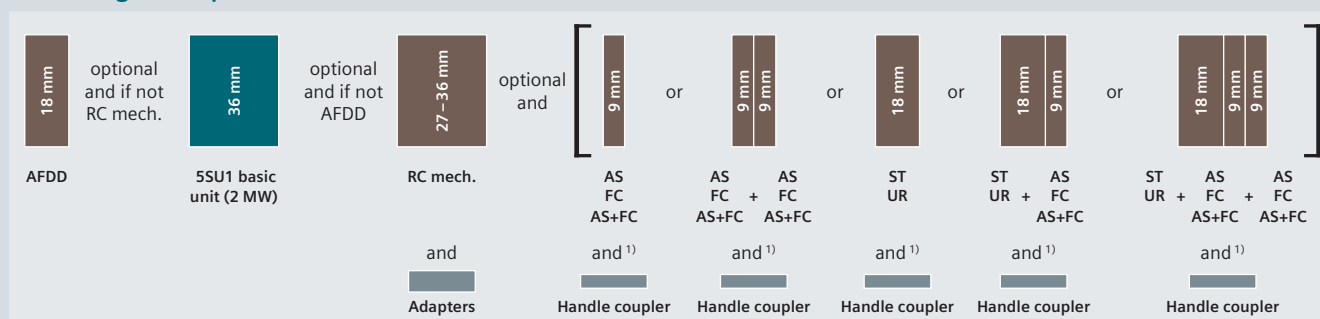 18 mm
optional
and if not
RC mech.
36 mm
optional
and if not
AFDD
27 – 36 mm
optional
and
9 mm
or
9 mm
9 mm
or
18 mm
or
18 mm
9 mm
or
18 mm
9 mm
9 mm
AFDD
5SU1 basic
unit (2 MW)
RC mech.
AS
FC
AS+FC
AS AS
FC + FC
AS+FC AS+FC
ST
UR
ST AS
UR + FC
AS+FC
ST AS AS
UR + FC + FC
AS+FC AS+FC
and
and 1)
and 1)
and 1)
and 1)
and 1)
Adapters
Handle coupler
Handle coupler
Handle coupler
Handle coupler
Handle coupler